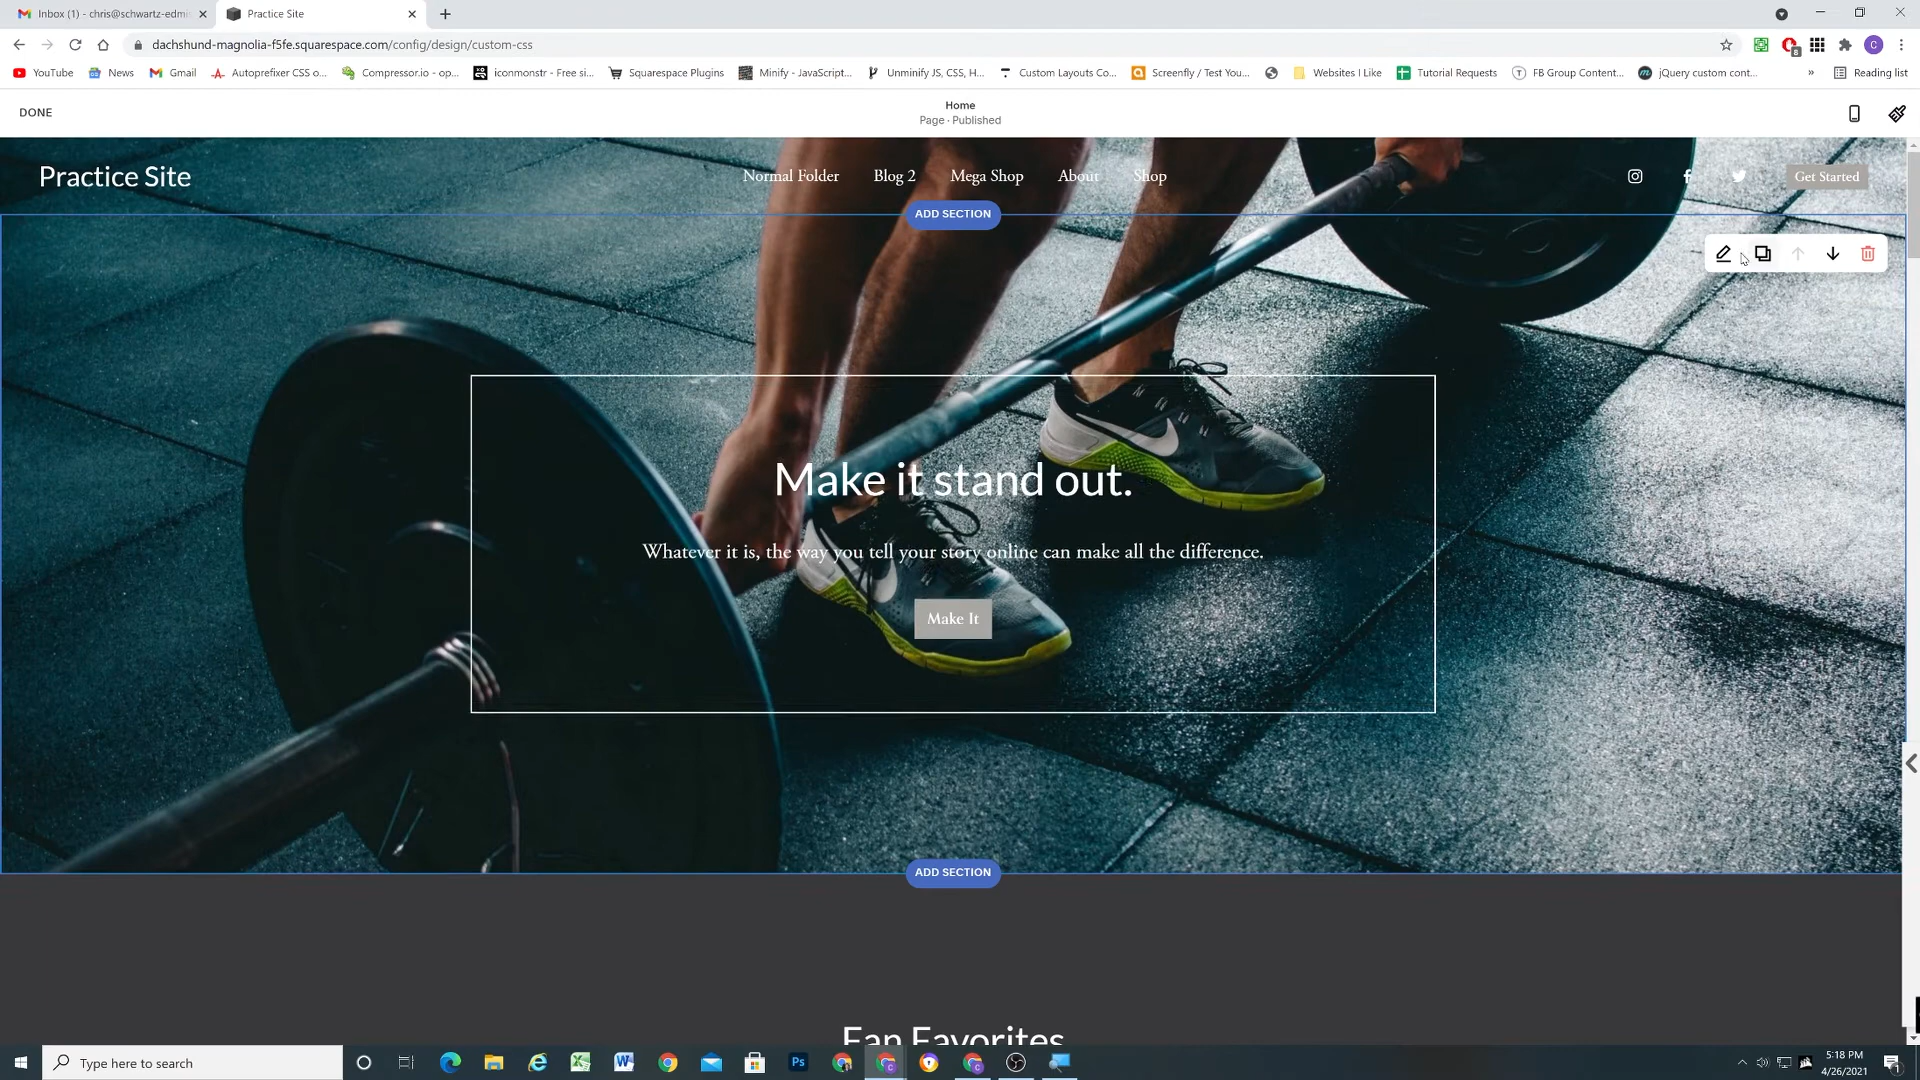 Inbox (1) - chris@schwartz-edmi
Practice Site
dachshund-magnolia-f5fe.squarespace.com/config/design/custom-css
8
C
YouTube
News
Gmail
Autoprefixer CSS o...
Compressor.io - op...
iconmonstr - Free si...
Squarespace Plugins
Minify - JavaScript...
Unminify JS, CSS, H...
Custom Layouts Co...
Screenfly / Test You...
Websites I Like
Tutorial Requests
FB Group Content...
jQuery custom cont...
»
Reading list
DONE
Home
Page · Published
Practice Site
Normal Folder
Blog 2
Mega Shop
About
Shop
Get Started
ADD SECTION
Make it stand out.
Whatever it is, the way you tell your story online can make all the difference.
Make It
ADD SECTION
Fan Favorites
Type here to search
Ps
5:18 PM
4/26/2021
1